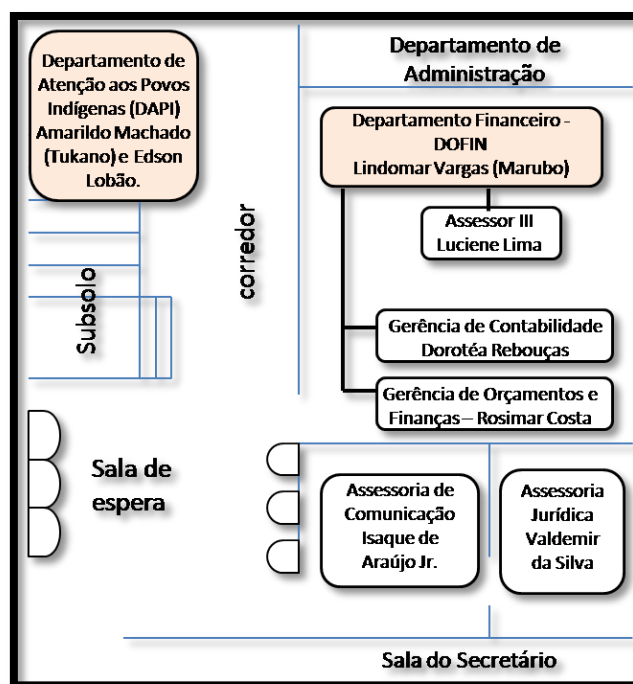 Departamento de
Atenção aos Povos
Indígenas (DAPI)
Amarildo Machado
(Tukano) e Edson
Lobão.
Departamento de
Administração
Departamento Financeiro -
DOFIN
Lindomar Vargas (Marubo)
Assessor III
Luciene Lima
corredor
Subsolo
Gerência de Contabilidade
Dorotéa Rebouças
Gerência de Orçamentos e
Finanças– Rosimar Costa
Sala de
espera
Assessoria de
Comunicação
Isaque de
Araújo Jr.
Assessoria
Jurídica
Valdemir
da Silva
Sala do Secretário